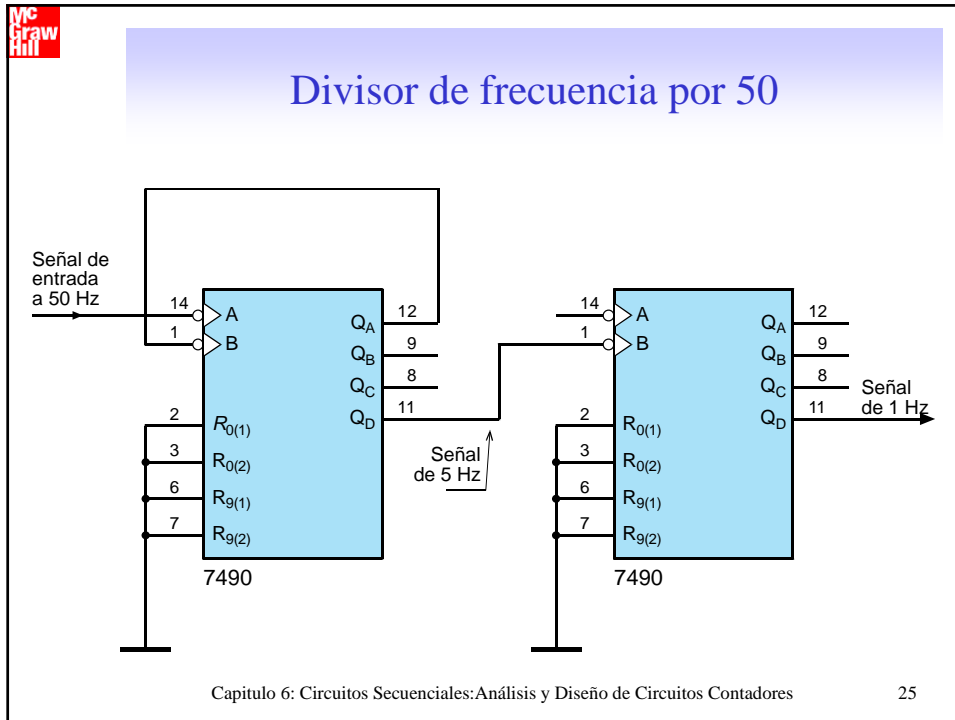 Mc
Graw
Hill
Divisor de frecuencia por 50
Señal de
entrada
a 50 Hz
14 A
1 B
2 R0(1)
3 R0(2)
6 R9(1)
7 R9(2)
QA 12
QB 9
QC 8
QD 11
7490
Señal
de 5 Hz
14 A
1 B
2 R0(1)
3 R0(2)
6 R9(1)
7 R9(2)
QA 12
QB 9
QC 8
QD 11
7490
Señal
de 1 Hz
Capitulo 6: Circuitos Secuenciales:Análisis y Diseño de Circuitos Contadores 25